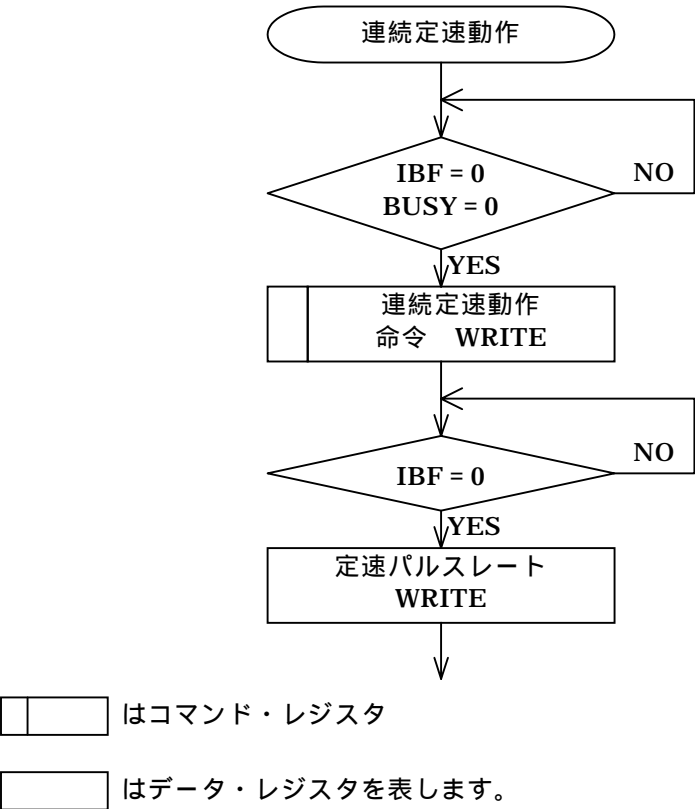 連続定速動作
IBF = 0
BUSY = 0
NO
YES
連続定速動作
命令　WRITE
IBF = 0
NO
YES
定速パルスレート
WRITE
はコマンド・レジスタ
はデータ・レジスタを表します。